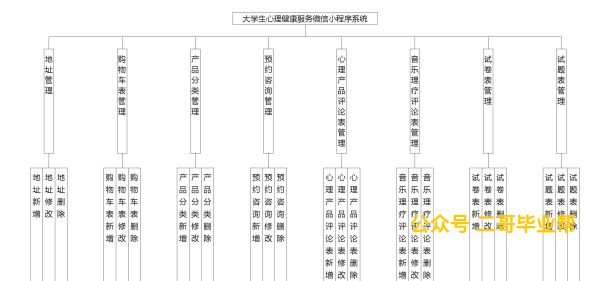 大学生心理健康服务微信小程序系统
地址管理
购物车表管理
产品分类管理
预约咨询管理
心理产品评论表管理
音乐理疗评论表管理
试卷表管理
试题表管理
地址新增
地址修改
地址删除
购物车表新增
购物车表修改
购物车表删除
产品分类新增
产品分类修改
产品分类删除
预约咨询新增
预约咨询修改
预约咨询删除
心理产品评论表新增
心理产品评论表修改
心理产品评论表删除
音乐理疗评论表新增
音乐理疗评论表修改
音乐理疗评论表删除
试卷表新增
试卷表修改
试卷表删除
试题表新增
试题表修改
试题表删除
公众号·二哥毕业帮